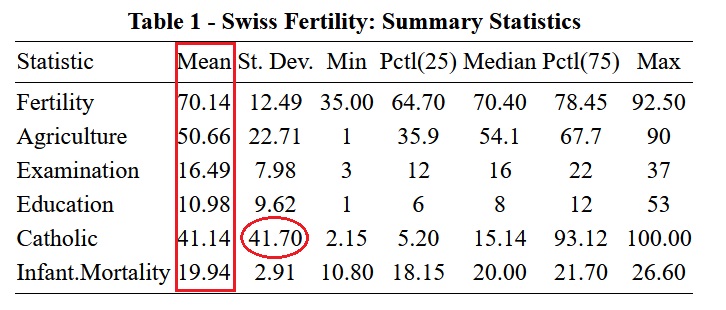 Table 1 - Swiss Fertility: Summary Statistics
Statistic Mean St. Dev. Min Pctl(25) Median Pctl(75) Max
Fertility 70.14 12.49 35.00 64.70 70.40 78.45 92.50
Agriculture 50.66 22.71 1 35.9 54.1 67.7 90
Examination 16.49 7.98 3 12 16 22 37
Education 10.98 9.62 1 6 8 12 53
Catholic 41.14 41.70 2.15 5.20 15.14 93.12 100.00
Infant.Mortality 19.94 2.91 10.80 18.15 20.00 21.70 26.60